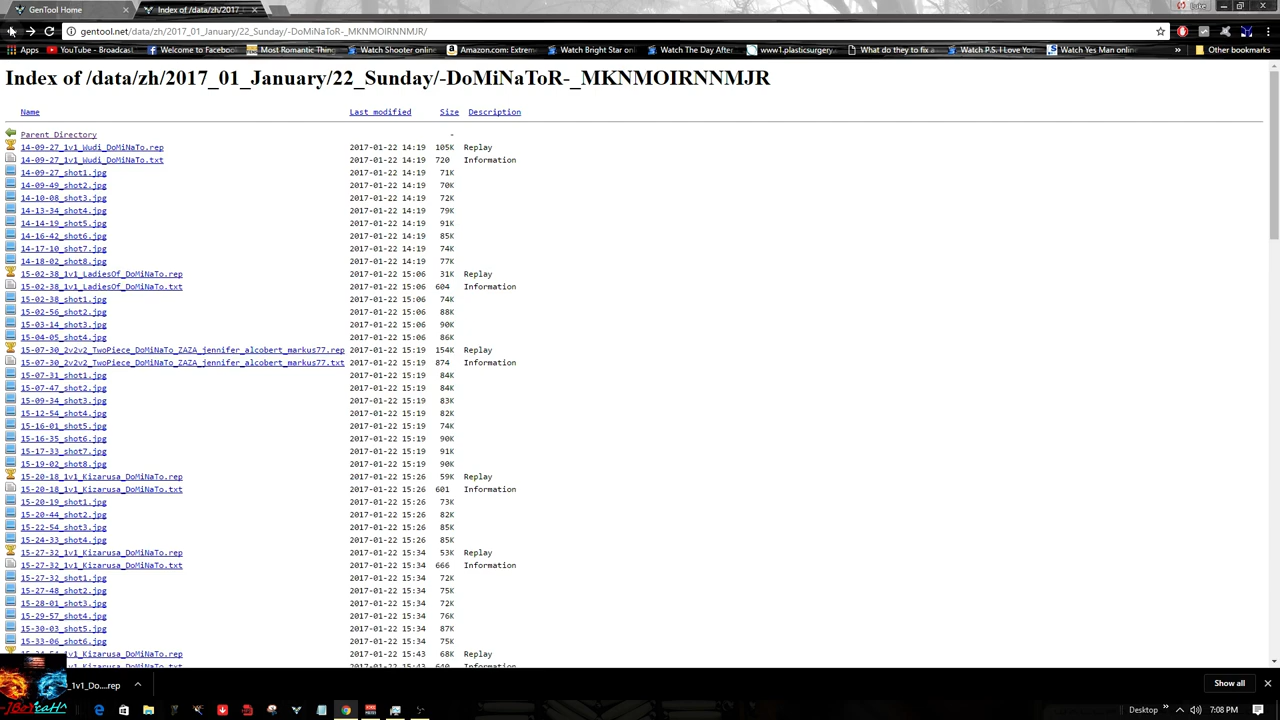 GenTool Home
Index of /data/zh/2017_
Luke
gentool.net/data/zh/2017_01_January/22_Sunday/-DoMiNaToR-_MKNMOIRNNMJR/
Apps YouTube - Broadcast Welcome to Facebook Most Romantic Thing Watch Shooter online Amazon.com: Extrem Watch Bright Star on www1.plasticsurgery. What do they to fix a Watch P.S. I Love You Watch Yes Man onlin » Other bookmarks
Index of /data/zh/2017_01_January/22_Sunday/-DoMiNaToR-_MKNMOIRNNMJR
Name Last modified Size Description
Parent Directory -
14-09-27_1v1_Wudi_DoMiNaTo.rep 2017-01-22 14:19 105K Replay
14-09-27_1v1_Wudi_DoMiNaTo.txt 2017-01-22 14:19 720 Information
14-09-27_shot1.jpg 2017-01-22 14:19 71K
14-09-49_shot2.jpg 2017-01-22 14:19 70K
14-10-08_shot3.jpg 2017-01-22 14:19 72K
14-13-34_shot4.jpg 2017-01-22 14:19 79K
14-14-19_shot5.jpg 2017-01-22 14:19 91K
14-16-42_shot6.jpg 2017-01-22 14:19 85K
14-17-10_shot7.jpg 2017-01-22 14:19 74K
14-18-02_shot8.jpg 2017-01-22 14:19 77K
15-02-38_1v1_LadiesOf_DoMiNaTo.rep 2017-01-22 15:06 31K Replay
15-02-38_1v1_LadiesOf_DoMiNaTo.txt 2017-01-22 15:06 604 Information
15-02-38_shot1.jpg 2017-01-22 15:06 74K
15-02-56_shot2.jpg 2017-01-22 15:06 88K
15-03-14_shot3.jpg 2017-01-22 15:06 90K
15-04-05_shot4.jpg 2017-01-22 15:06 86K
15-07-30_2v2v2_TwoPiece_DoMiNaTo_ZAZA_jennifer_alcobert_markus77.rep 2017-01-22 15:19 154K Replay
15-07-30_2v2v2_TwoPiece_DoMiNaTo_ZAZA_jennifer_alcobert_markus77.txt 2017-01-22 15:19 874 Information
15-07-31_shot1.jpg 2017-01-22 15:19 84K
15-07-47_shot2.jpg 2017-01-22 15:19 84K
15-09-34_shot3.jpg 2017-01-22 15:19 83K
15-12-54_shot4.jpg 2017-01-22 15:19 82K
15-16-01_shot5.jpg 2017-01-22 15:19 74K
15-16-35_shot6.jpg 2017-01-22 15:19 90K
15-17-33_shot7.jpg 2017-01-22 15:19 91K
15-19-02_shot8.jpg 2017-01-22 15:19 90K
15-20-18_1v1_Kizarusa_DoMiNaTo.rep 2017-01-22 15:26 59K Replay
15-20-18_1v1_Kizarusa_DoMiNaTo.txt 2017-01-22 15:26 601 Information
15-20-19_shot1.jpg 2017-01-22 15:26 73K
15-20-44_shot2.jpg 2017-01-22 15:26 82K
15-22-54_shot3.jpg 2017-01-22 15:26 85K
15-24-33_shot4.jpg 2017-01-22 15:26 85K
15-27-32_1v1_Kizarusa_DoMiNaTo.rep 2017-01-22 15:34 53K Replay
15-27-32_1v1_Kizarusa_DoMiNaTo.txt 2017-01-22 15:34 666 Information
15-27-32_shot1.jpg 2017-01-22 15:34 72K
15-27-48_shot2.jpg 2017-01-22 15:34 75K
15-28-01_shot3.jpg 2017-01-22 15:34 72K
15-29-57_shot4.jpg 2017-01-22 15:34 76K
15-30-03_shot5.jpg 2017-01-22 15:34 87K
15-33-06_shot6.jpg 2017-01-22 15:34 75K
_1v1_Kizarusa_DoMiNaTo.rep 2017-01-22 15:43 68K Replay
_1v1_Kizarusa_DoMiNaTo.txt 2017-01-22 15:43 640 Information
_1v1_Do....rep
Show all
Desktop » 7:08 PM